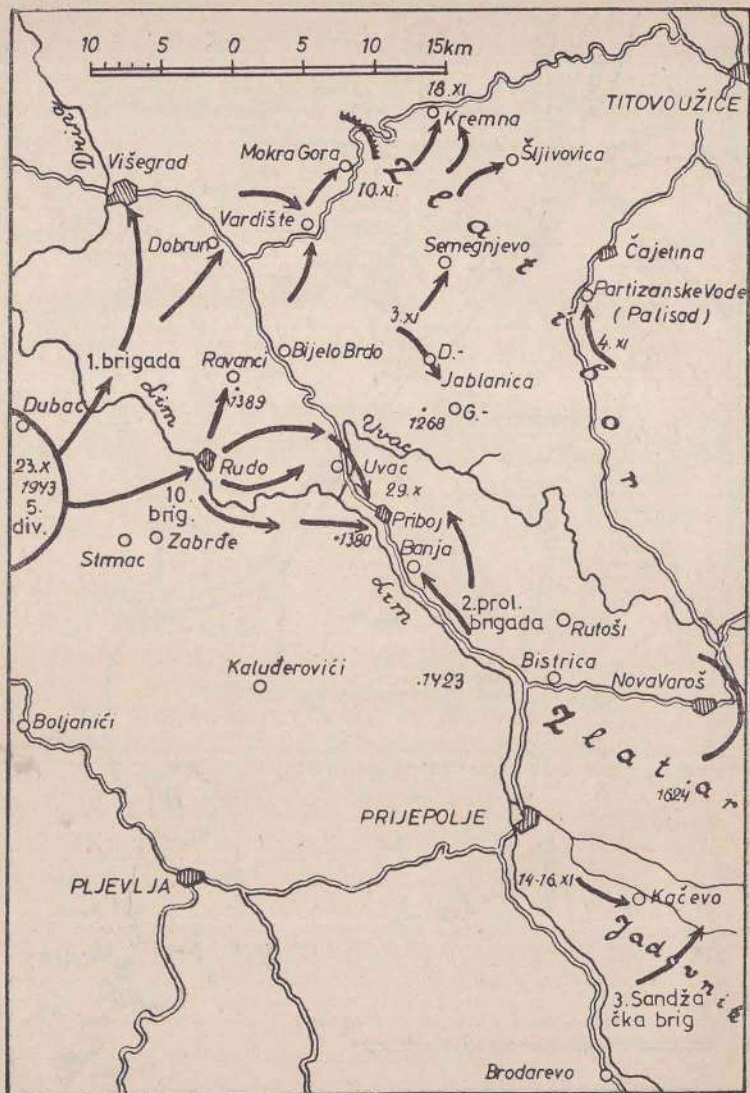 10 5 0 5 10 15km
18. XI
TITOVO UŽICE
Kremna
Drina
Mokra Gora
Šljivovica
Višegrad
10. XI.
Vardište
Dobrun
Semegnjevo
Čajetina
Zlatibor
Partizanske Vode
(Palisad)
3. XI
4. XI
1. brigada
Bijelo Brdo
Ravanci
D.-
Jablanica
Lim
1389
1268
G.-
Dubac
Uvac
23. X
1943
5.
div.
Rudo
Uvac
29. X
10.
brig.
Priboj
Strmac
Zabrđe
1380
Banja
Lim
2. prol.
brigada
Rutoši
Kaluđerovići
1423
Bistrica
Nova Varoš
Boljanići
Zlatar
1624
PRIJEPOLJE
PLJEVLJA
14-16. XI
Kačevo
Jadovnik
3. Sandža
čka brig
Brodarevo